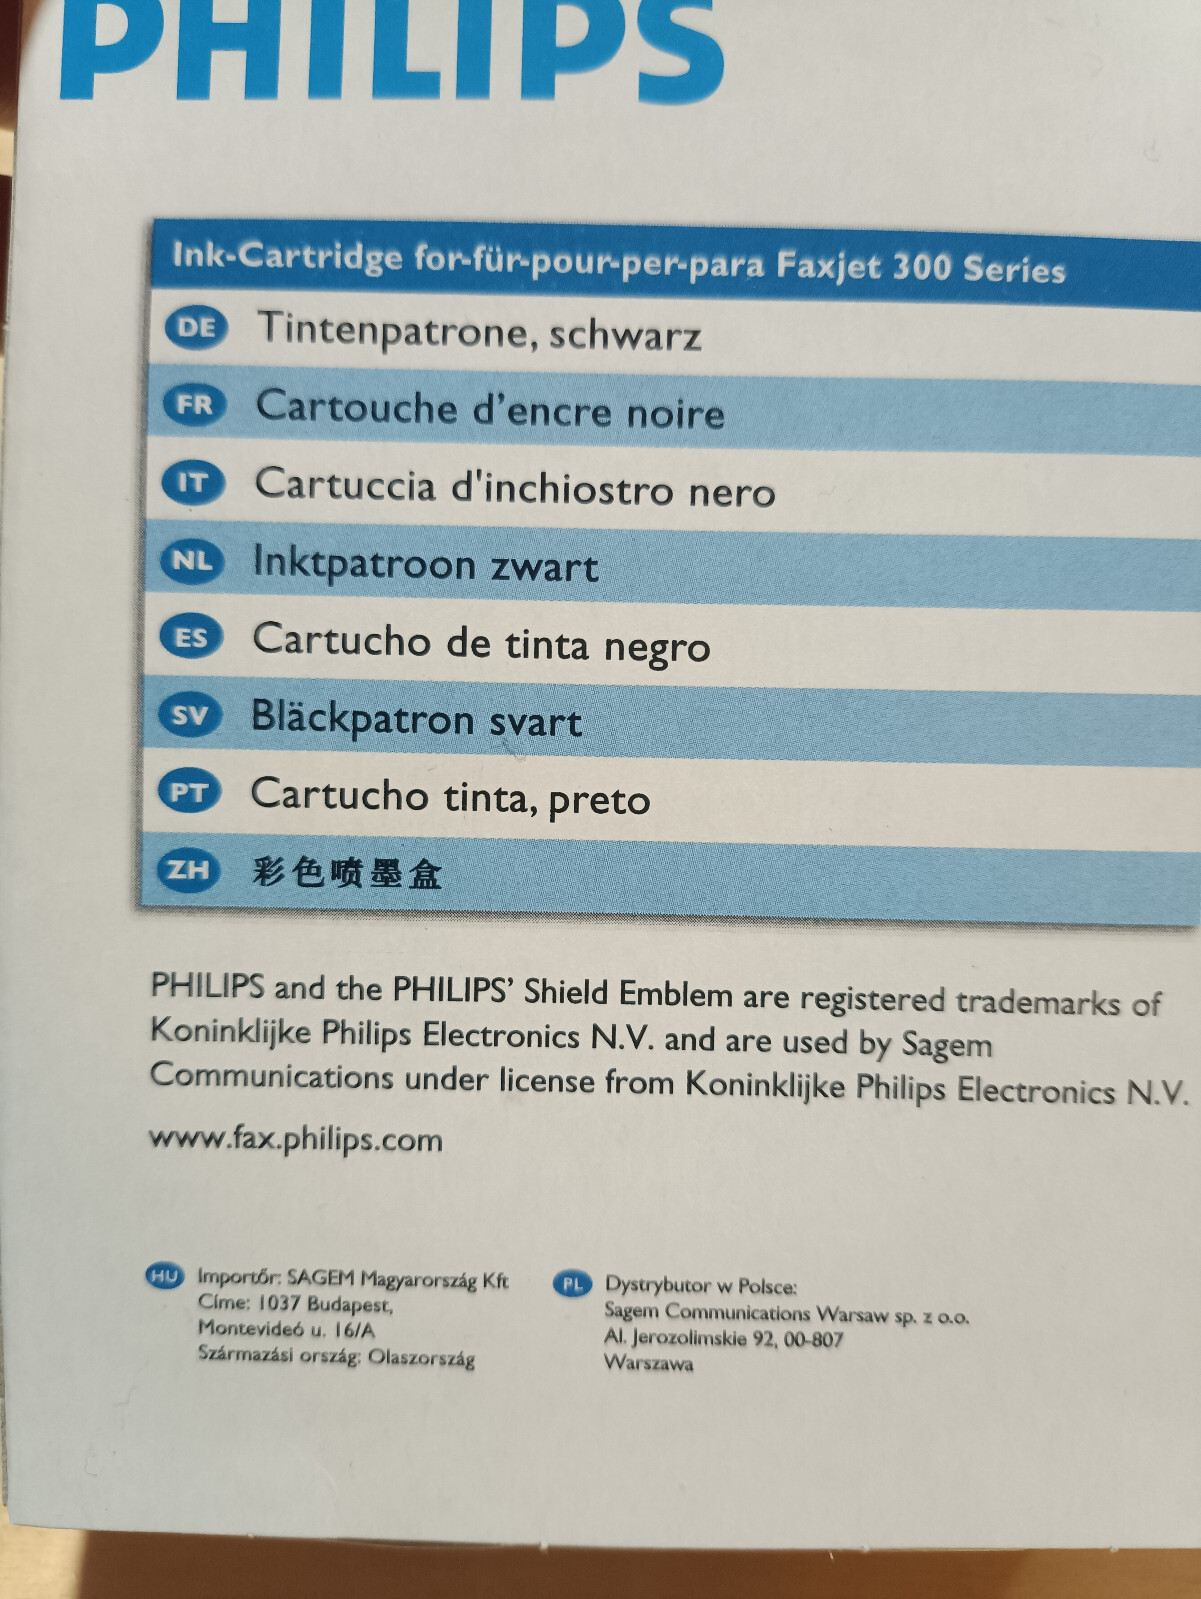 PHILIPS
Ink-Cartridge for-für-pour-per-para Faxjet 300 Series
DE Tintenpatrone, schwarz
FR Cartouche d’encre noire
IT Cartuccia d'inchiostro nero
NL Inktpatroon zwart
ES Cartucho de tinta negro
SV Bläckpatron svart
PT Cartucho tinta, preto
ZH 彩色喷墨盒
PHILIPS and the PHILIPS’ Shield Emblem are registered trademarks of
Koninklijke Philips Electronics N.V. and are used by Sagem
Communications under license from Koninklijke Philips Electronics N.V.
www.fax.philips.com
HU Importőr: SAGEM Magyarország Kft
Címe: 1037 Budapest,
Montevideó u. 16/A
Származási ország: Olaszország
PL Dystrybutor w Polsce:
Sagem Communications Warsaw sp. z o.o.
Al. Jerozolimskie 92, 00-807
Warszawa